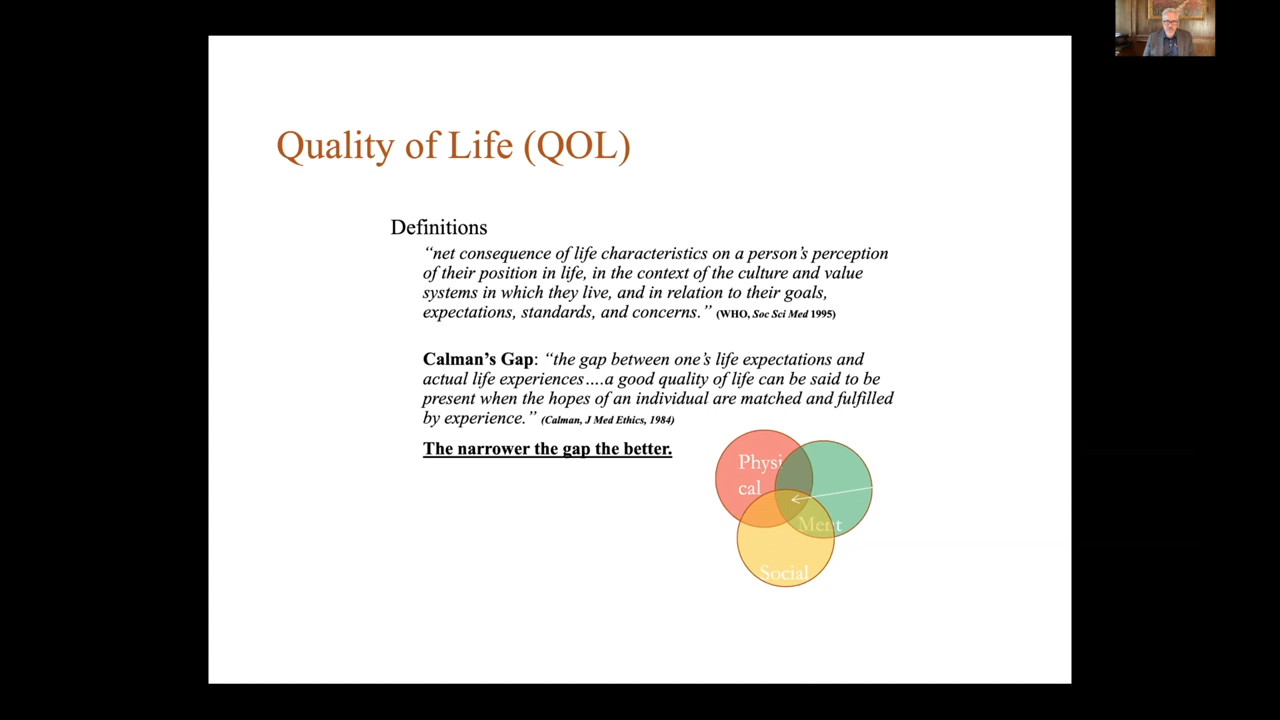 Quality of Life (QOL)
Definitions
“net consequence of life characteristics on a person’s perception
of their position in life, in the context of the culture and value
systems in which they live, and in relation to their goals,
expectations, standards, and concerns.” (WHO, Soc Sci Med 1995)
Calman’s Gap: “the gap between one’s life expectations and
actual life experiences….a good quality of life can be said to be
present when the hopes of an individual are matched and fulfilled
by experience.” (Calman, J Med Ethics, 1984)
The narrower the gap the better.
Physi
cal
Ment
Social